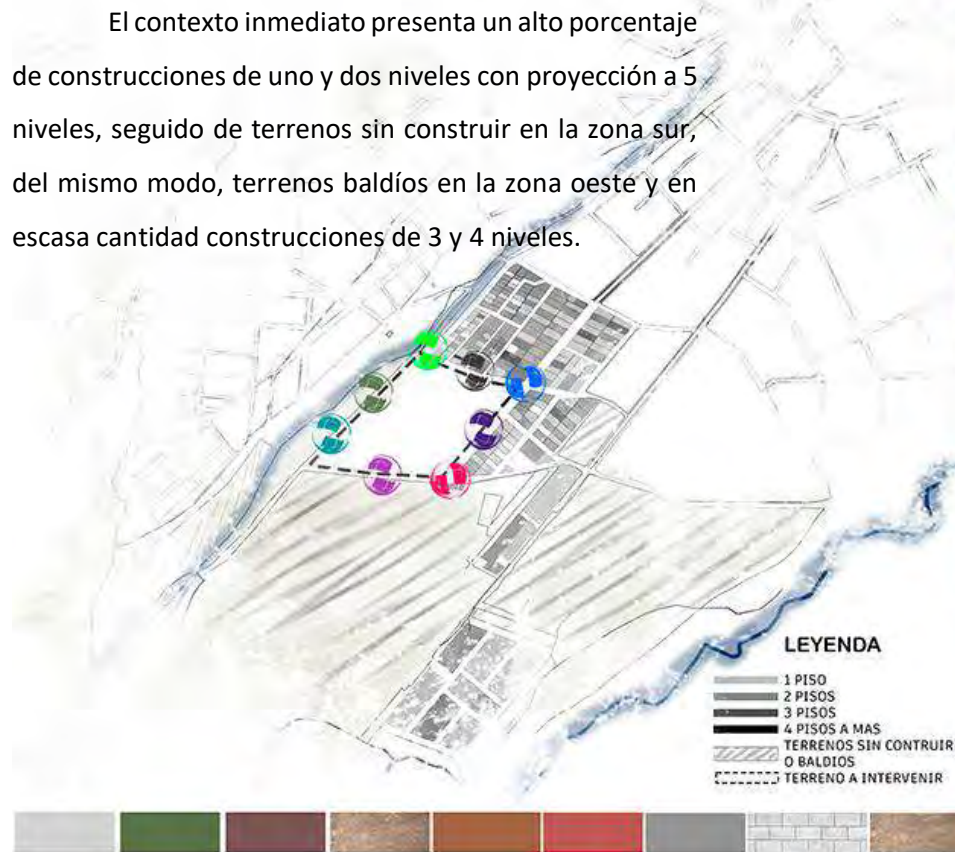 El contexto inmediato presenta un alto porcentaje
de construcciones de uno y dos niveles con proyección a 5
niveles, seguido de terrenos sin construir en la zona sur,
del mismo modo, terrenos baldíos en la zona oeste y en
escasa cantidad construcciones de 3 y 4 niveles.
LEYENDA
1 PISO
2 PISOS
3 PISOS
4 PISOS A MAS
TERRENOS SIN CONTRUIR
O BALDIOS
TERRENO A INTERVENIR